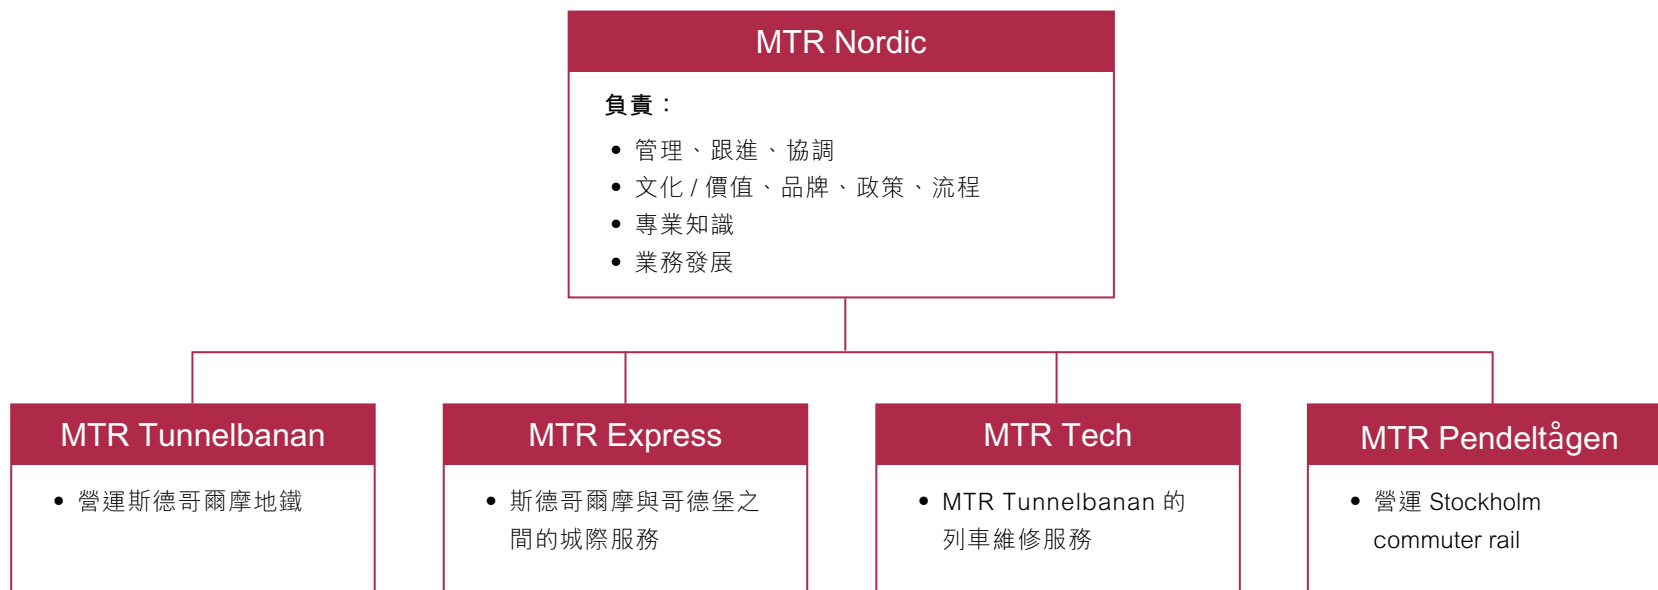 MTR Nordic
負責：
• 管理、跟進、協調
• 文化 / 價值、品牌、政策、流程
• 專業知識
• 業務發展
MTR Tunnelbanan
• 營運斯德哥爾摩地鐵
MTR Express
• 斯德哥爾摩與哥德堡之
間的城際服務
MTR Tech
• MTR Tunnelbanan 的
列車維修服務
MTR Pendeltågen
• 營運 Stockholm
commuter rail